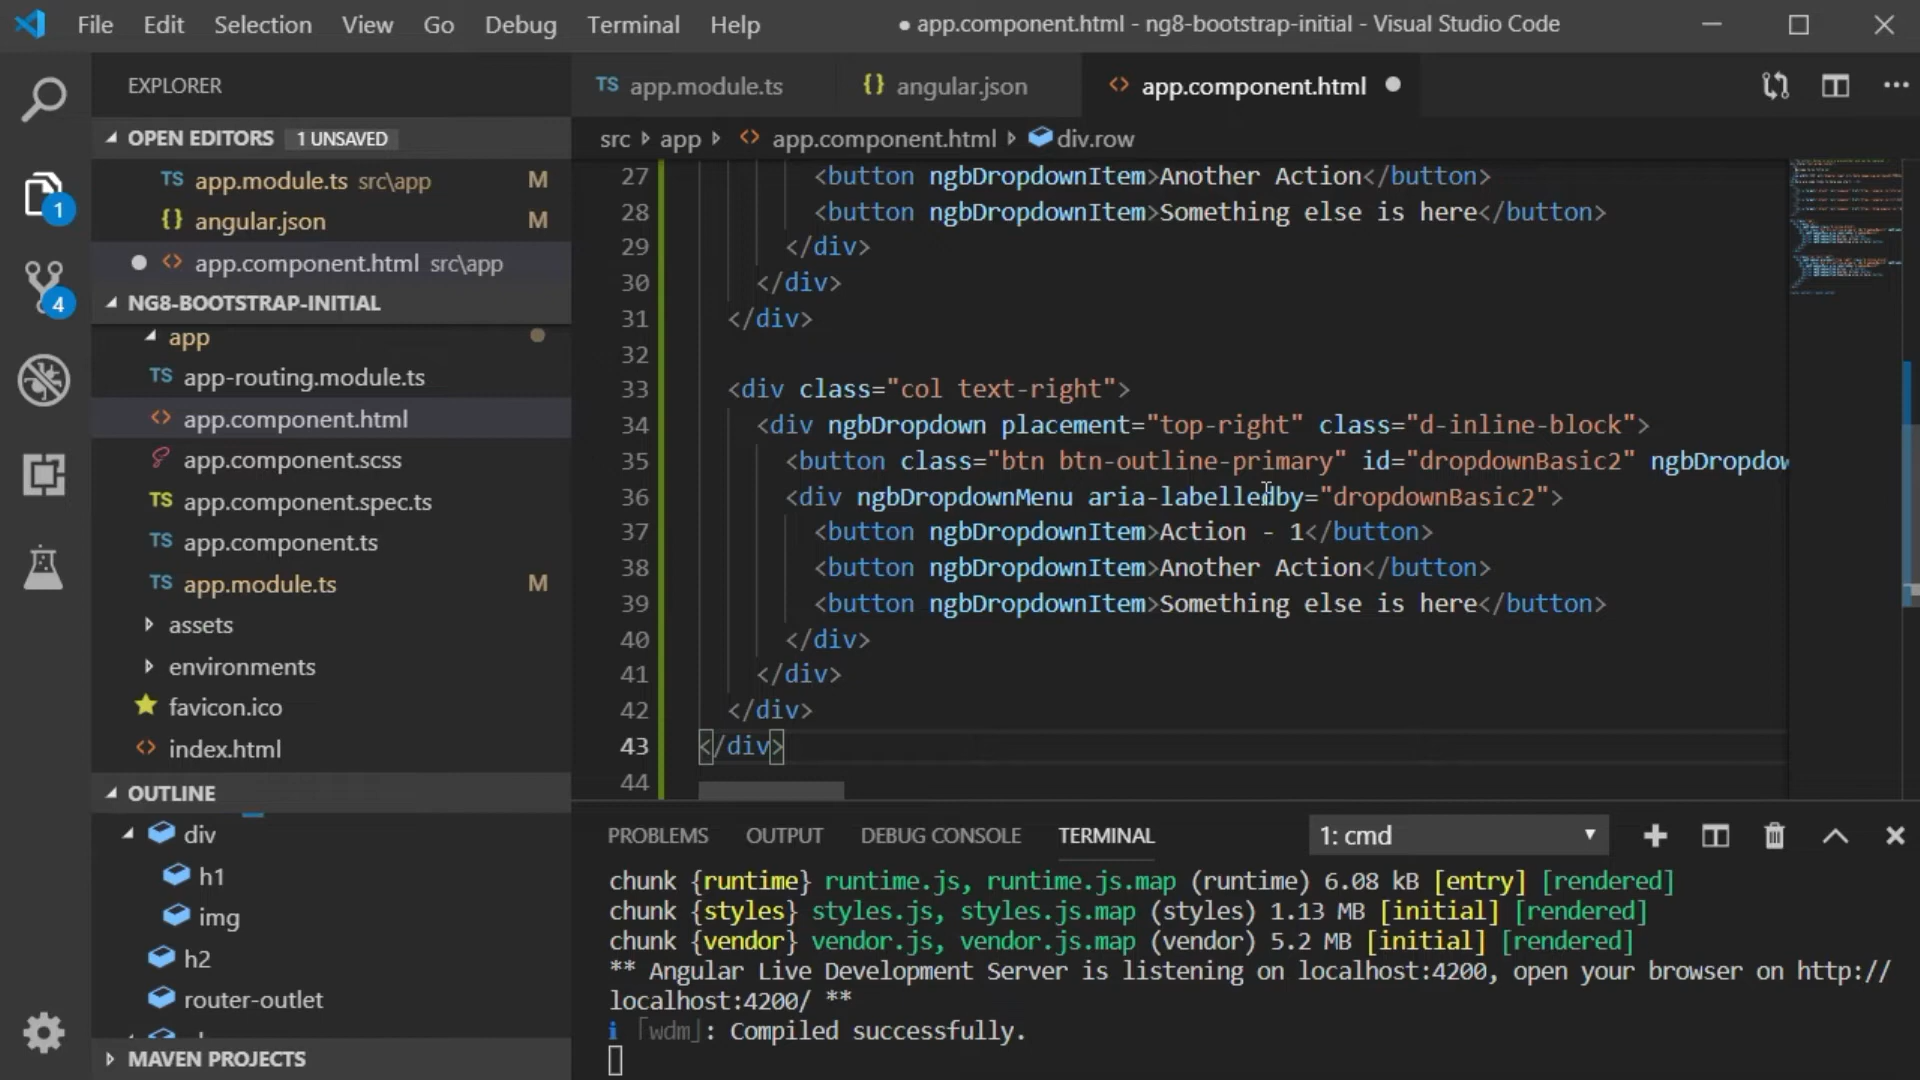 File Edit Selection View Go Debug Terminal Help ● app.component.html - ng8-bootstrap-initial - Visual Studio Code
EXPLORER
TS app.module.ts {} angular.json <> app.component.html ●
OPEN EDITORS 1 UNSAVED
src app <> app.component.html div.row
TS app.module.ts src\app M
{} angular.json M
<> app.component.html src\app
NG8-BOOTSTRAP-INITIAL
app
TS app-routing.module.ts
<> app.component.html
app.component.scss
TS app.component.spec.ts
TS app.component.ts
TS app.module.ts M
assets
environments
favicon.ico
<> index.html
OUTLINE
div
h1
img
h2
router-outlet
MAVEN PROJECTS
1
4
27 <button ngbDropdownItem>Another Action</button>
28 <button ngbDropdownItem>Something else is here</button>
29 </div>
30 </div>
31 </div>
32
33 <div class="col text-right">
34 <div ngbDropdown placement="top-right" class="d-inline-block">
35 <button class="btn btn-outline-primary" id="dropdownBasic2" ngbDropdow
36 <div ngbDropdownMenu aria-labelledby="dropdownBasic2">
37 <button ngbDropdownItem>Action - 1</button>
38 <button ngbDropdownItem>Another Action</button>
39 <button ngbDropdownItem>Something else is here</button>
40 </div>
41 </div>
42 </div>
43 </div>
44
PROBLEMS OUTPUT DEBUG CONSOLE TERMINAL 1: cmd
chunk {runtime} runtime.js, runtime.js.map (runtime) 6.08 kB [entry] [rendered]
chunk {styles} styles.js, styles.js.map (styles) 1.13 MB [initial] [rendered]
chunk {vendor} vendor.js, vendor.js.map (vendor) 5.2 MB [initial] [rendered]
** Angular Live Development Server is listening on localhost:4200, open your browser on http://
localhost:4200/ **
i ｢wdm｣: Compiled successfully.